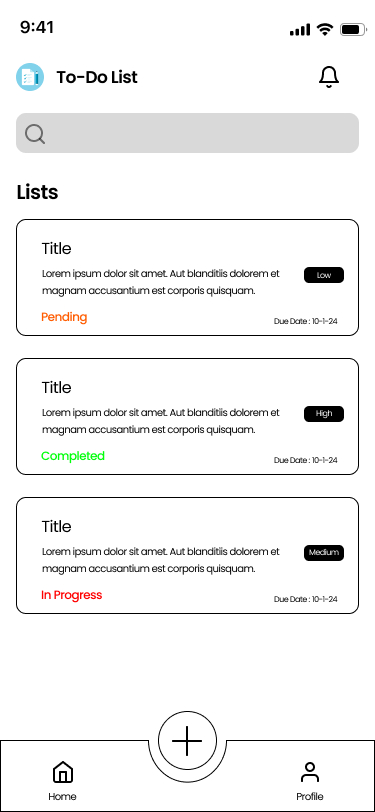 9:41
To-Do List
Lists
Title
Lorem ipsum dolor sit amet. Aut blanditiis dolorem et
magnam accusantium est corporis quisquam.
Low
Pending
Due Date : 10-1-24
Title
Lorem ipsum dolor sit amet. Aut blanditiis dolorem et
magnam accusantium est corporis quisquam.
High
Completed
Due Date : 10-1-24
Title
Lorem ipsum dolor sit amet. Aut blanditiis dolorem et
magnam accusantium est corporis quisquam.
Medium
In Progress
Due Date : 10-1-24
Home
Profile